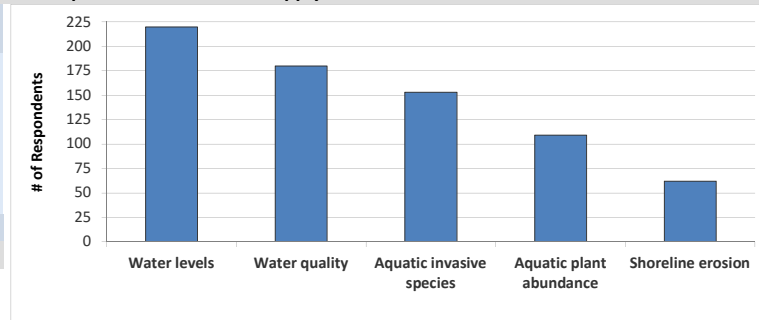 225
200
175
150
125
100
75
50
25
0
# of Respondents
Water levels
Water quality
Aquatic invasive
species
Aquatic plant
abundance
Shoreline erosion